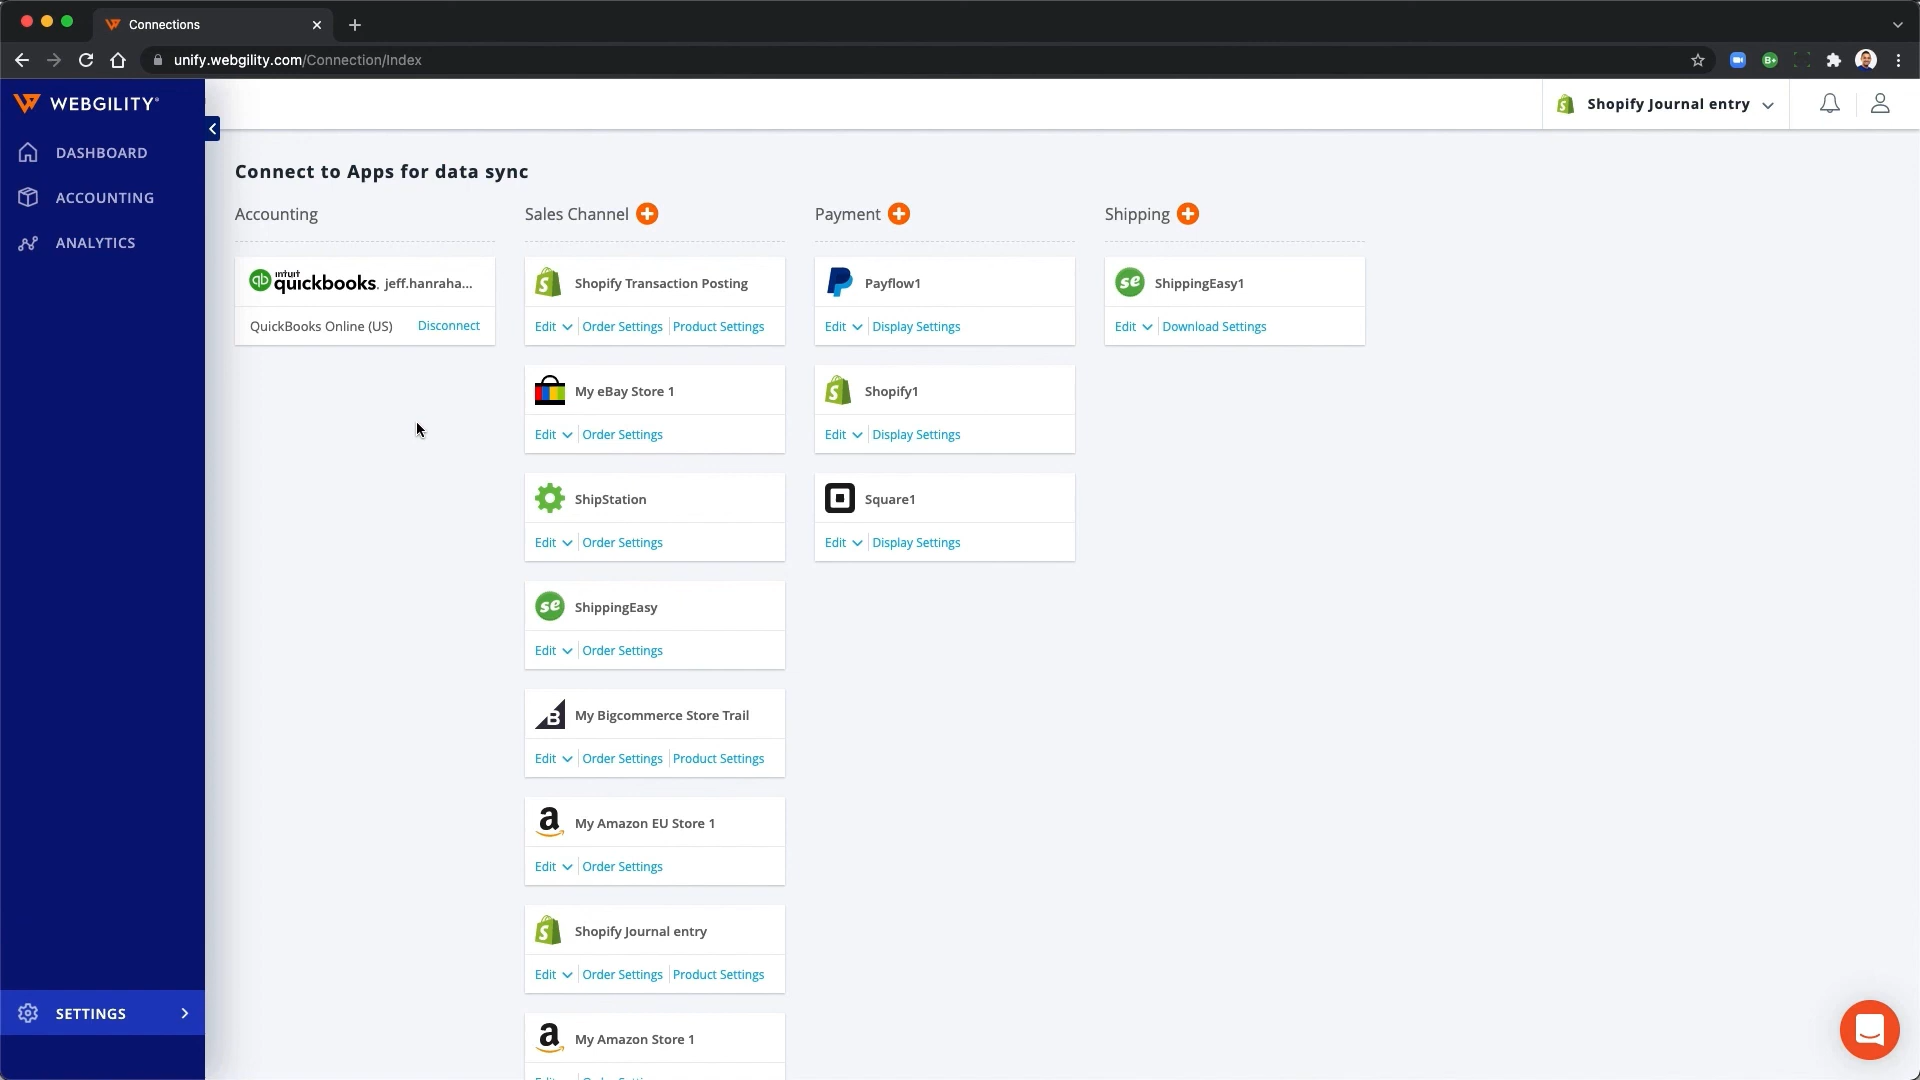 Connections
unify.webgility.com/Connection/Index
B+
WEBGILITY®
Shopify Journal entry
DASHBOARD
ACCOUNTING
ANALYTICS
SETTINGS
Connect to Apps for data sync
Accounting
intuit quickbooks. jeff.hanraha...
QuickBooks Online (US) Disconnect
Sales Channel
Shopify Transaction Posting
Edit Order Settings Product Settings
My eBay Store 1
Edit Order Settings
ShipStation
Edit Order Settings
ShippingEasy
Edit Order Settings
My Bigcommerce Store Trail
Edit Order Settings Product Settings
My Amazon EU Store 1
Edit Order Settings
Shopify Journal entry
Edit Order Settings Product Settings
My Amazon Store 1
Payment
Payflow1
Edit Display Settings
Shopify1
Edit Display Settings
Square1
Edit Display Settings
Shipping
ShippingEasy1
Edit Download Settings